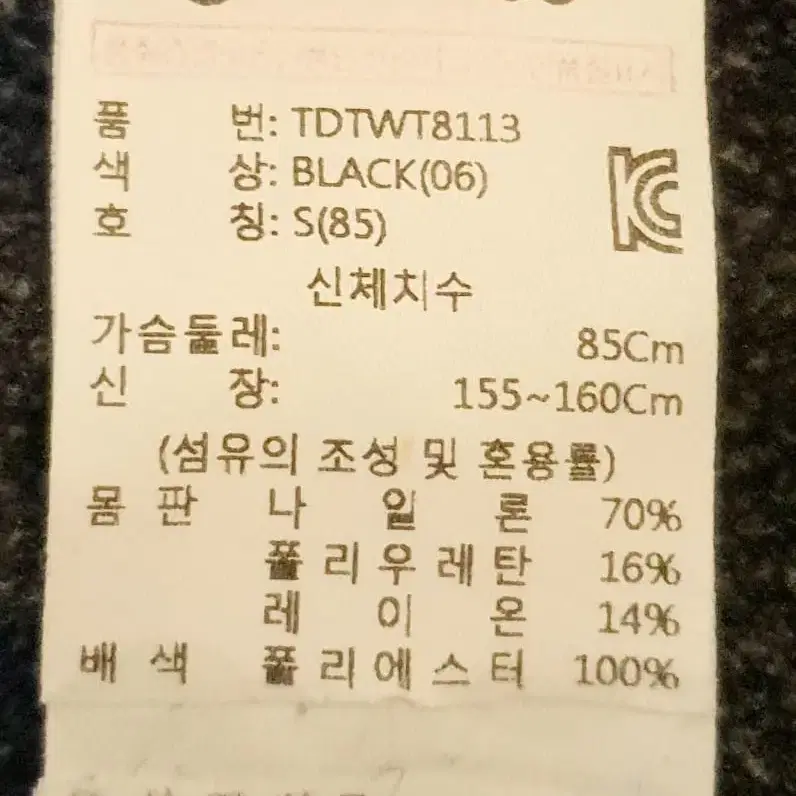 품 번: TDTWT8113
색 상: BLACK(06)
호 칭: S(85)
KC
신체치수
가슴둘레: 85Cm
신 장: 155~160Cm
(섬유의 조성 및 혼용률)
몸 판 나 일 론 70%
폴리우레탄 16%
레 이 온 14%
배 색 폴리에스터 100%